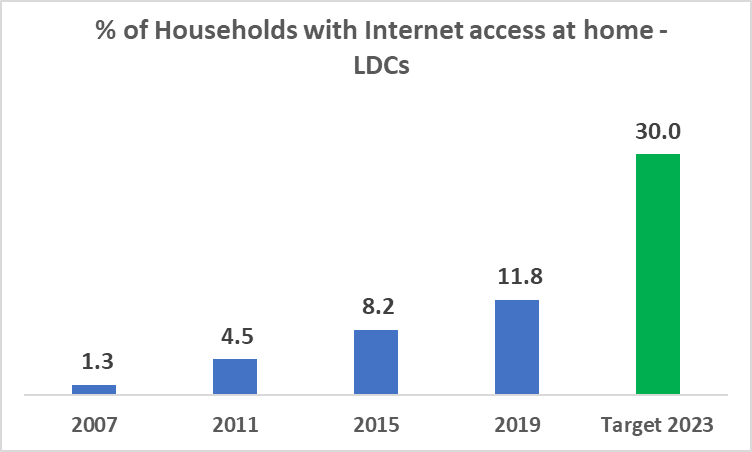 % of Households with Internet access at home -
LDCs
30.0
11.8
8.2
4.5
1.3
2007 2011 2015 2019 Target 2023